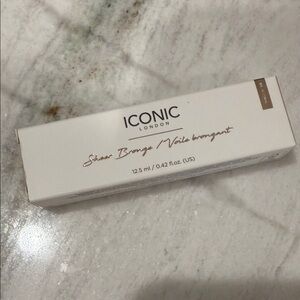 ICONIC
LONDON
Sheer Bronze / Voile bronzant
12.5 ml / 0.42 fl.oz. (US)